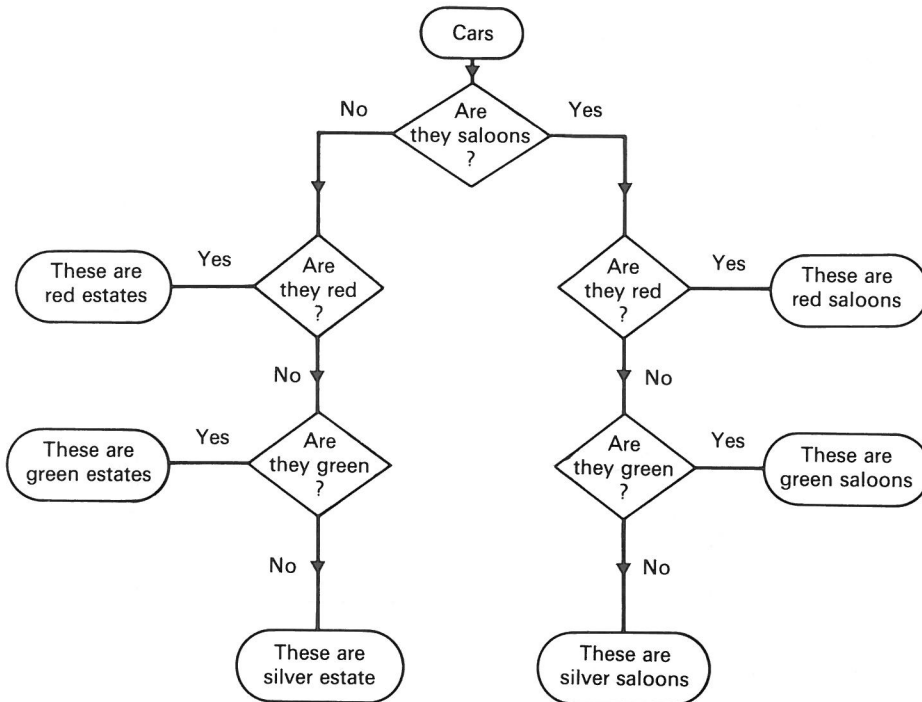 Cars
No
Are
they saloons
?
Yes
These are
red estates
Yes
Are
they red
?
Are
they red
?
Yes
These are
red saloons
No
No
These are
green estates
Yes
Are
they green
?
Are
they green
?
Yes
These are
green saloons
No
No
These are
silver estate
These are
silver saloons